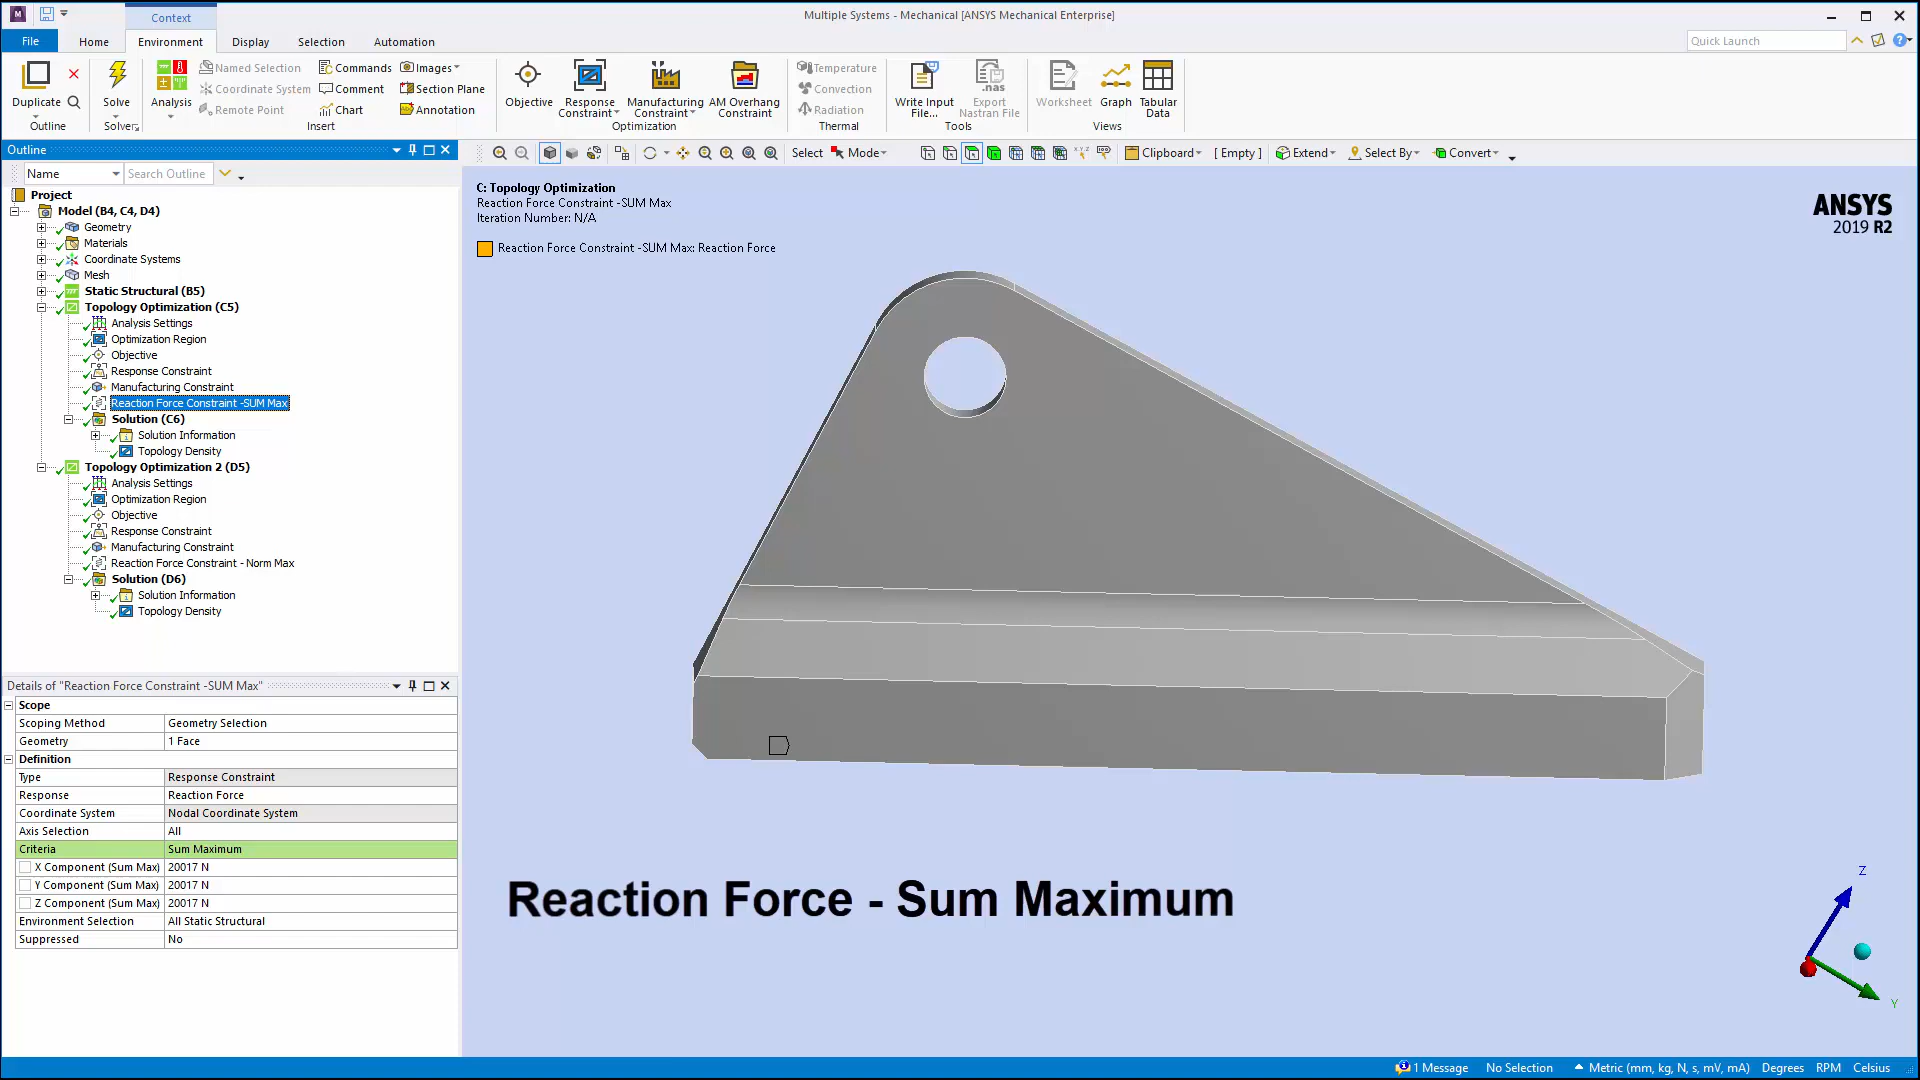 Context
Multiple Systems - Mechanical [ANSYS Mechanical Enterprise]
File
Home
Environment
Display
Selection
Automation
Quick Launch
Duplicate
Outline
Solve
Solver
Analysis
Named Selection
Coordinate System
Remote Point
Commands
Comment
Chart
Images
Section Plane
Annotation
Insert
Objective
Response
Constraint
Manufacturing
Constraint
AM Overhang
Constraint
Optimization
Temperature
Convection
Radiation
Thermal
Write Input
File...
.nas
Export
Nastran File
Tools
Worksheet
Graph
Tabular
Data
Views
Outline
Name
Search Outline
Select
Mode
Clipboard
[ Empty ]
Extend
Select By
Convert
Project
Model (B4, C4, D4)
Geometry
Materials
Coordinate Systems
Mesh
Static Structural (B5)
Topology Optimization (C5)
Analysis Settings
Optimization Region
Objective
Response Constraint
Manufacturing Constraint
Reaction Force Constraint -SUM Max
Solution (C6)
Solution Information
Topology Density
Topology Optimization 2 (D5)
Analysis Settings
Optimization Region
Objective
Response Constraint
Manufacturing Constraint
Reaction Force Constraint - Norm Max
Solution (D6)
Solution Information
Topology Density
Details of "Reaction Force Constraint -SUM Max"
Scope
Scoping Method Geometry Selection
Geometry 1 Face
Definition
Type Response Constraint
Response Reaction Force
Coordinate System Nodal Coordinate System
Axis Selection All
Criteria Sum Maximum
X Component (Sum Max) 20017 N
Y Component (Sum Max) 20017 N
Z Component (Sum Max) 20017 N
Environment Selection All Static Structural
Suppressed No
C: Topology Optimization
Reaction Force Constraint -SUM Max
Iteration Number: N/A
Reaction Force Constraint -SUM Max: Reaction Force
ANSYS
2019 R2
Reaction Force - Sum Maximum
Z
Y
1 Message
No Selection
Metric (mm, kg, N, s, mV, mA)
Degrees
RPM
Celsius